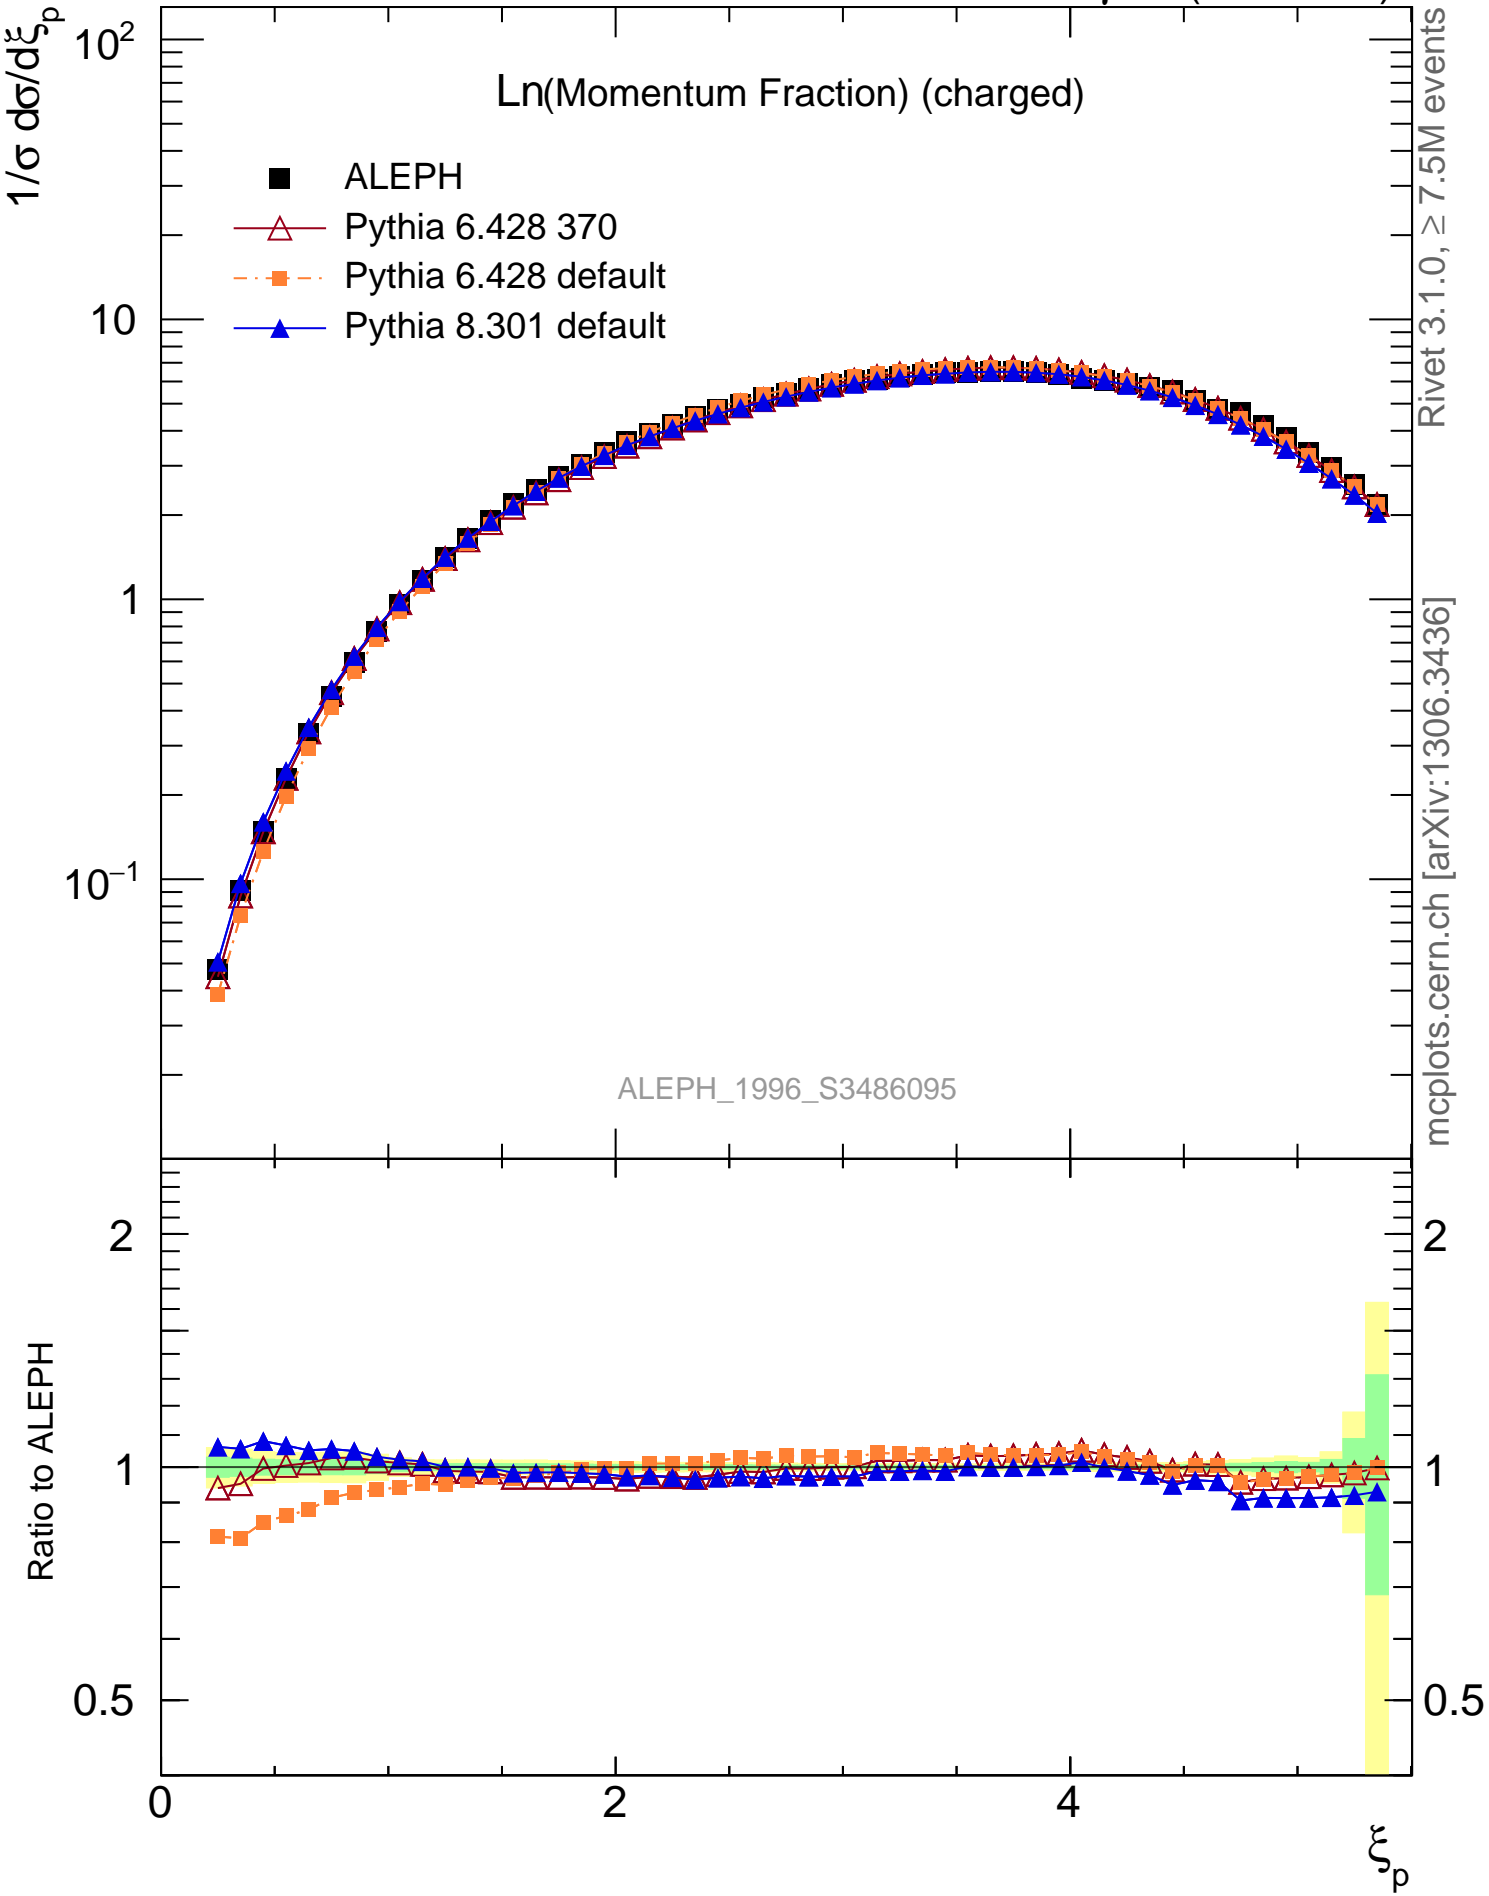 1/σ dσ/dξp
10²
Ln(Momentum Fraction) (charged)
ALEPH
Pythia 6.428 370
Pythia 6.428 default
Pythia 8.301 default
10
1
10⁻¹
ALEPH_1996_S3486095
Rivet 3.1.0, ≥ 7.5M events
mcplots.cern.ch [arXiv:1306.3436]
Ratio to ALEPH
2
1
0.5
2
1
0.5
0
2
4
ξp